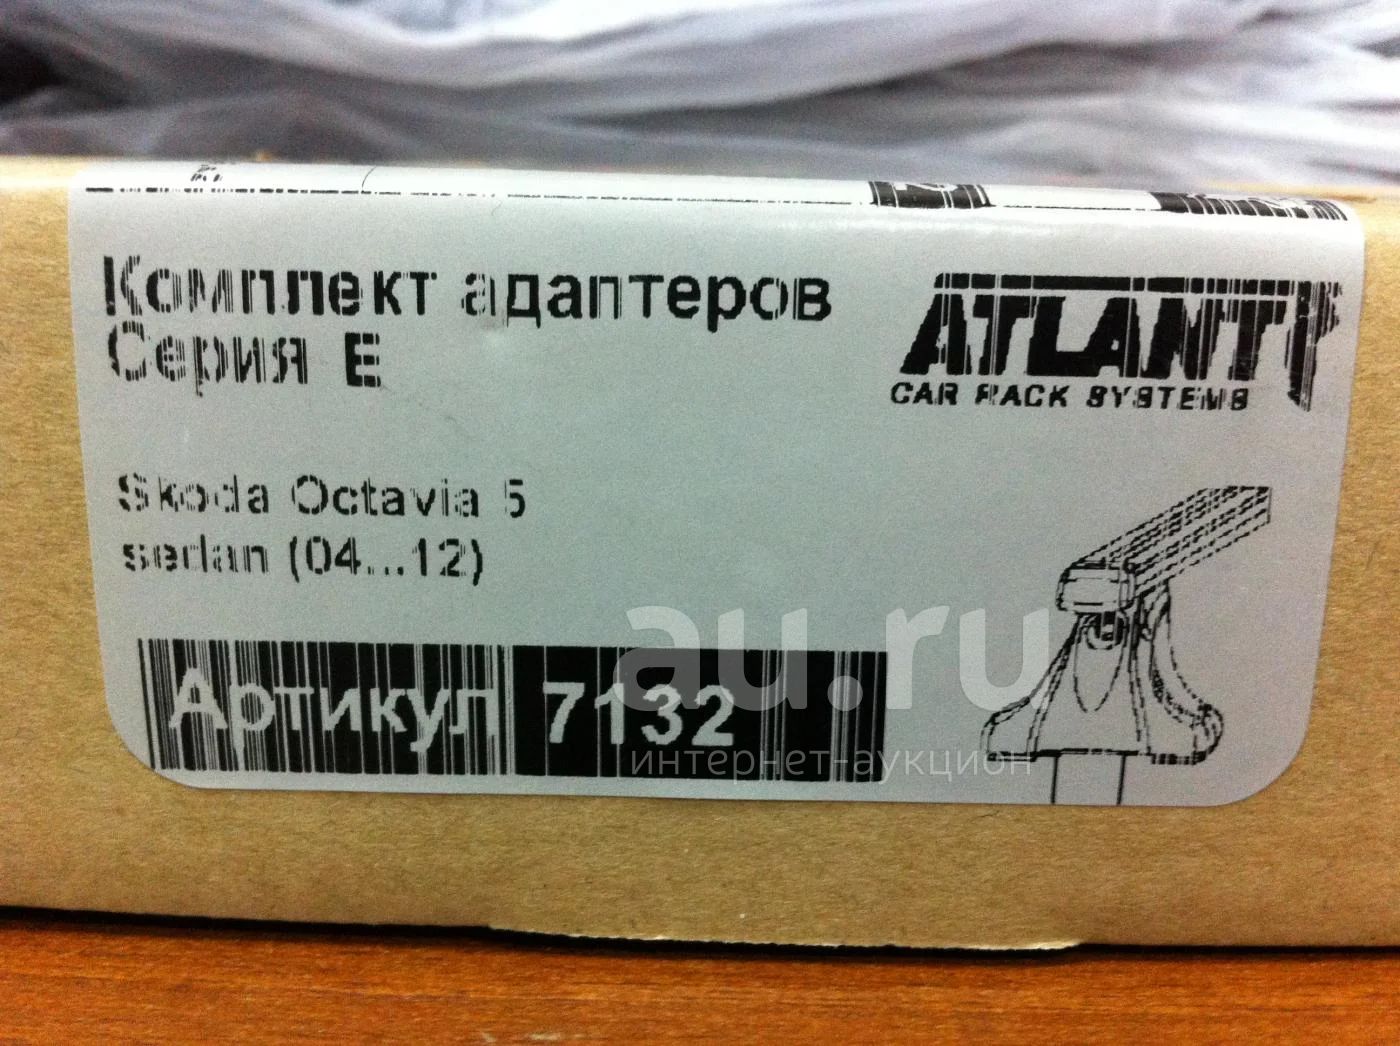 Комплект адаптеров
Серия E
ATLANT
CAR RACK SYSTEMS
Skoda Octavia 5
sedan (04...12)
Артикул 7132
au.ru
интернет-аукцион